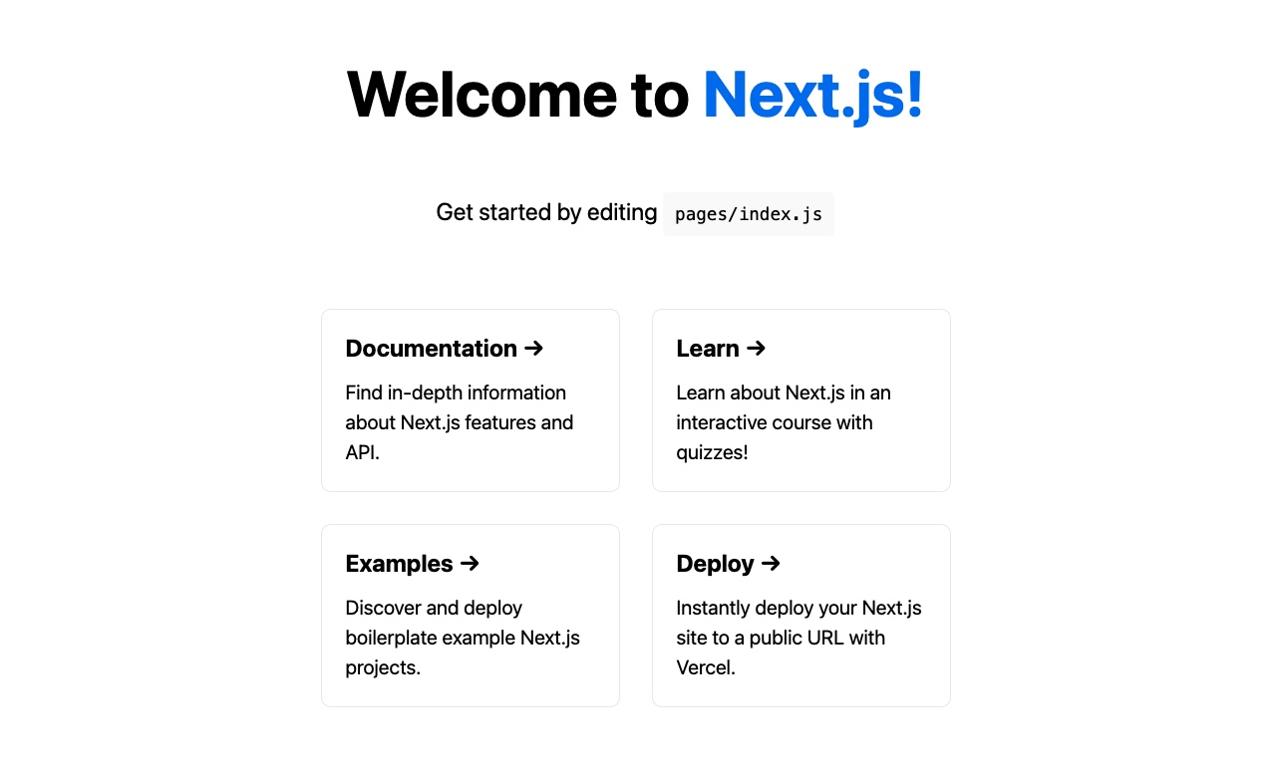 Welcome to Next.js!
Get started by editing pages/index.js
Documentation →
Find in-depth information
about Next.js features and
API.
Learn →
Learn about Next.js in an
interactive course with
quizzes!
Examples →
Discover and deploy
boilerplate example Next.js
projects.
Deploy →
Instantly deploy your Next.js
site to a public URL with
Vercel.